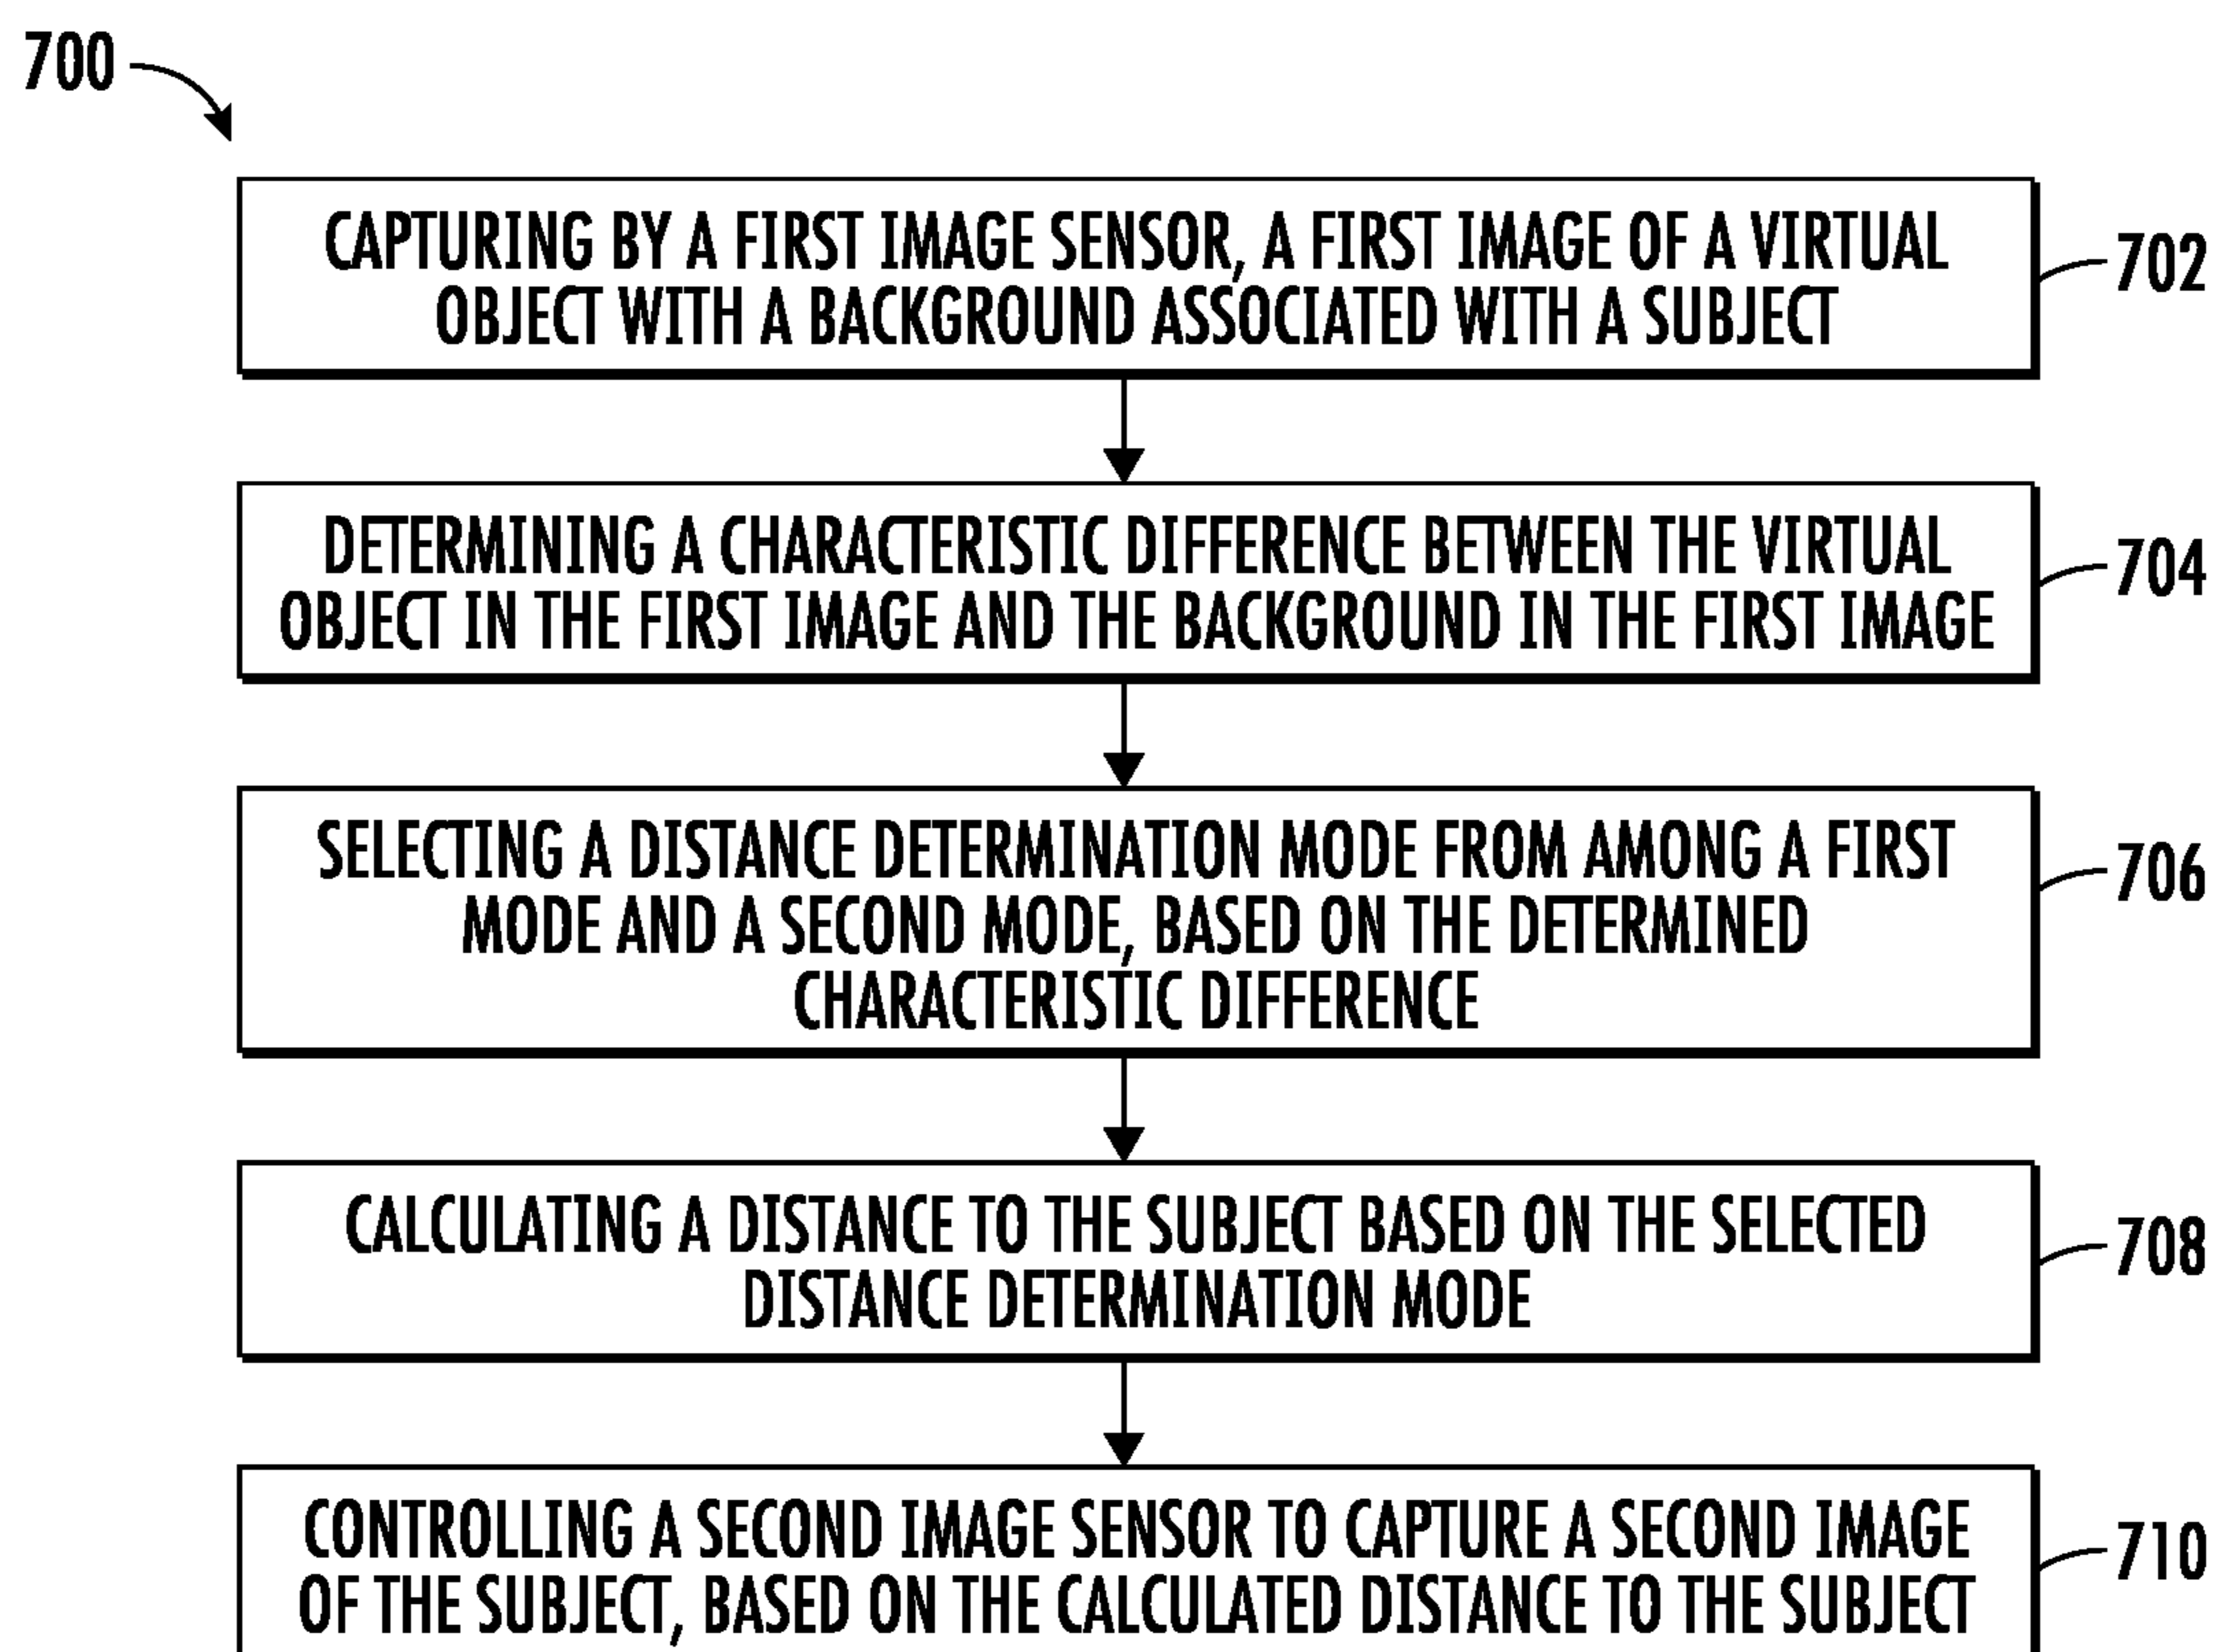 700
CAPTURING BY A FIRST IMAGE SENSOR, A FIRST IMAGE OF A VIRTUAL
OBJECT WITH A BACKGROUND ASSOCIATED WITH A SUBJECT
702
DETERMINING A CHARACTERISTIC DIFFERENCE BETWEEN THE VIRTUAL
OBJECT IN THE FIRST IMAGE AND THE BACKGROUND IN THE FIRST IMAGE
704
SELECTING A DISTANCE DETERMINATION MODE FROM AMONG A FIRST
MODE AND A SECOND MODE, BASED ON THE DETERMINED
CHARACTERISTIC DIFFERENCE
706
CALCULATING A DISTANCE TO THE SUBJECT BASED ON THE SELECTED
DISTANCE DETERMINATION MODE
708
CONTROLLING A SECOND IMAGE SENSOR TO CAPTURE A SECOND IMAGE
OF THE SUBJECT, BASED ON THE CALCULATED DISTANCE TO THE SUBJECT
710